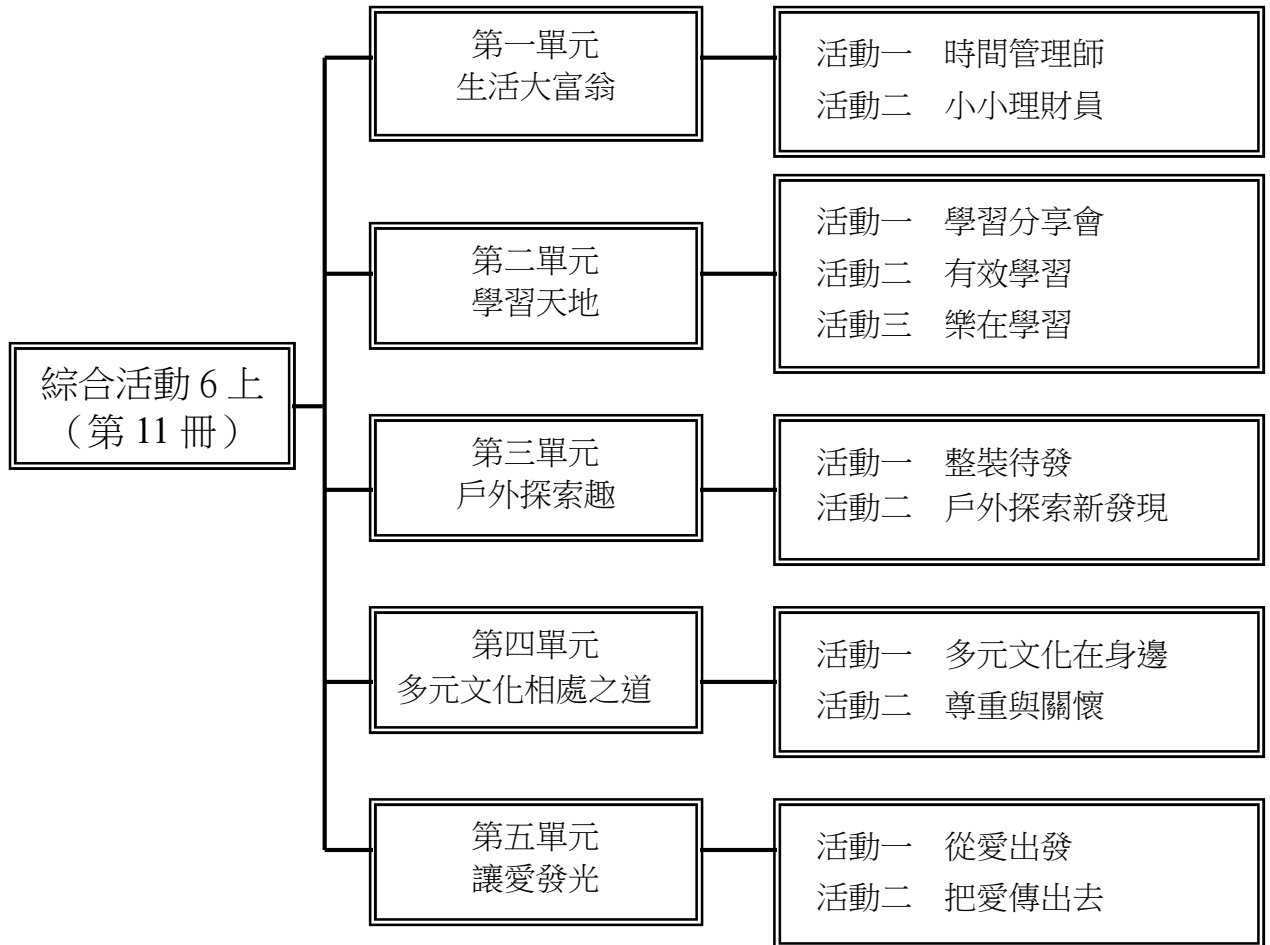 綜合活動 6 上
（第 11 冊）
第一單元
生活大富翁
活動一　時間管理師
活動二　小小理財員
第二單元
學習天地
活動一　學習分享會
活動二　有效學習
活動三　樂在學習
第三單元
戶外探索趣
活動一　整裝待發
活動二　戶外探索新發現
第四單元
多元文化相處之道
活動一　多元文化在身邊
活動二　尊重與關懷
第五單元
讓愛發光
活動一　從愛出發
活動二　把愛傳出去